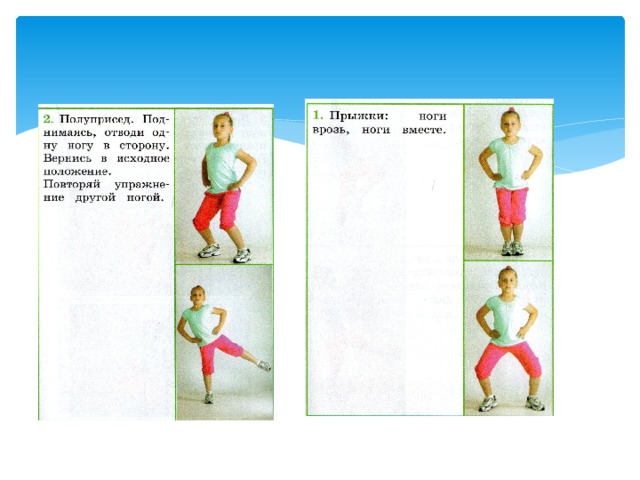 2. Полуприсед. Под-
нимаясь, отводи од-
ну ногу в сторону.
Вернись в исходное
положение.
Повторяй упражне-
ние другой ногой.
1. Прыжки: ноги
врозь, ноги вместе.